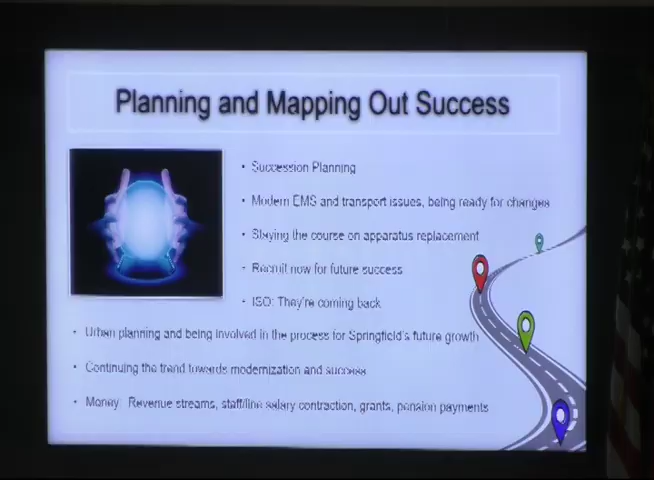 Planning and Mapping Out Success
• Succession Planning
• Modern EMS and transport issues, being ready for changes
• Staying the course on apparatus replacement
• Recruit now for future success
• ISO: They're coming back
• Urban planning and being involved in the process for Springfield's future growth
• Continuing the trend towards modernization and success
• Money: Revenue streams, staff/line salary contraction, grants, pension payments